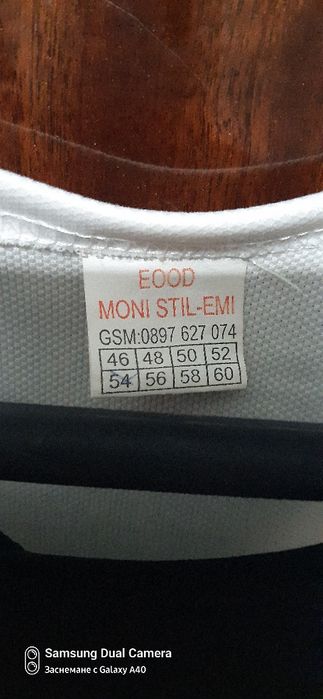 EOOD
MONI STIL-EMI
GSM:0897 627 074
46 48 50 52
54 56 58 60
Samsung Dual Camera
Заснемане с Galaxy A40